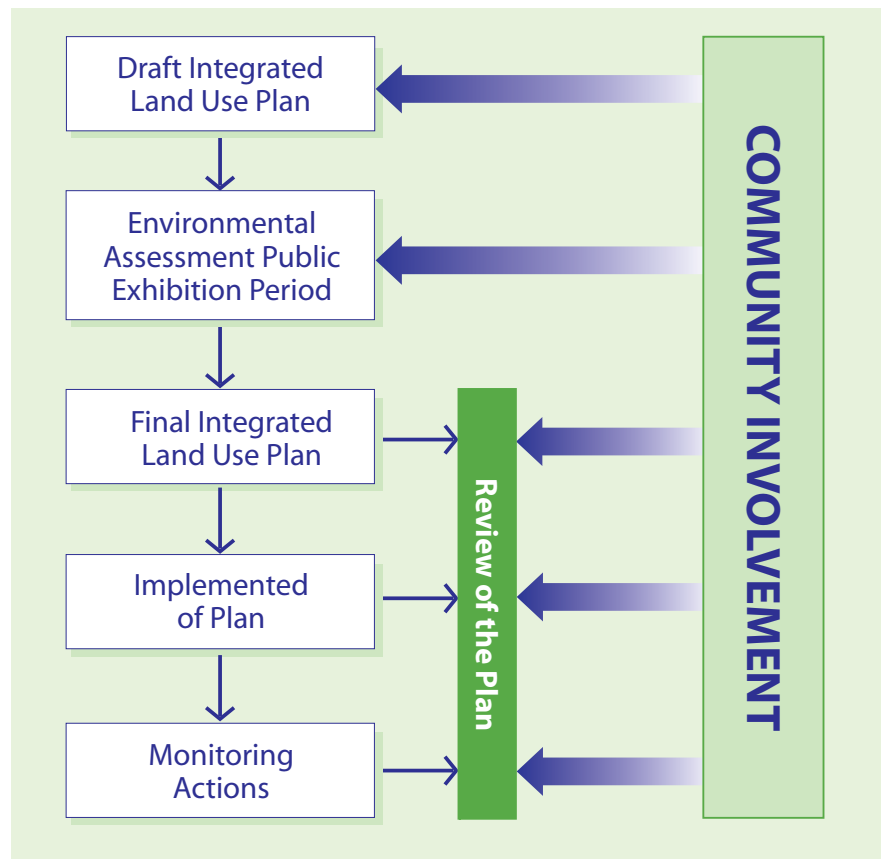 Draft Integrated
Land Use Plan
Environmental
Assessment Public
Exhibition Period
Final Integrated
Land Use Plan
Implemented
of Plan
Monitoring
Actions
Review of the Plan
COMMUNITY INVOLVEMENT